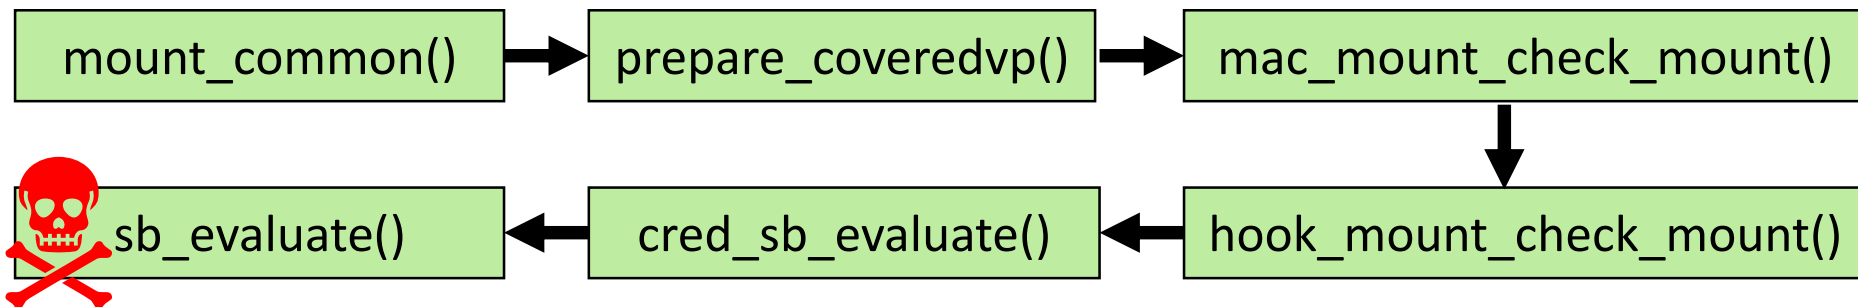 mount_common()
prepare_coveredvp()
mac_mount_check_mount()
hook_mount_check_mount()
cred_sb_evaluate()
sb_evaluate()